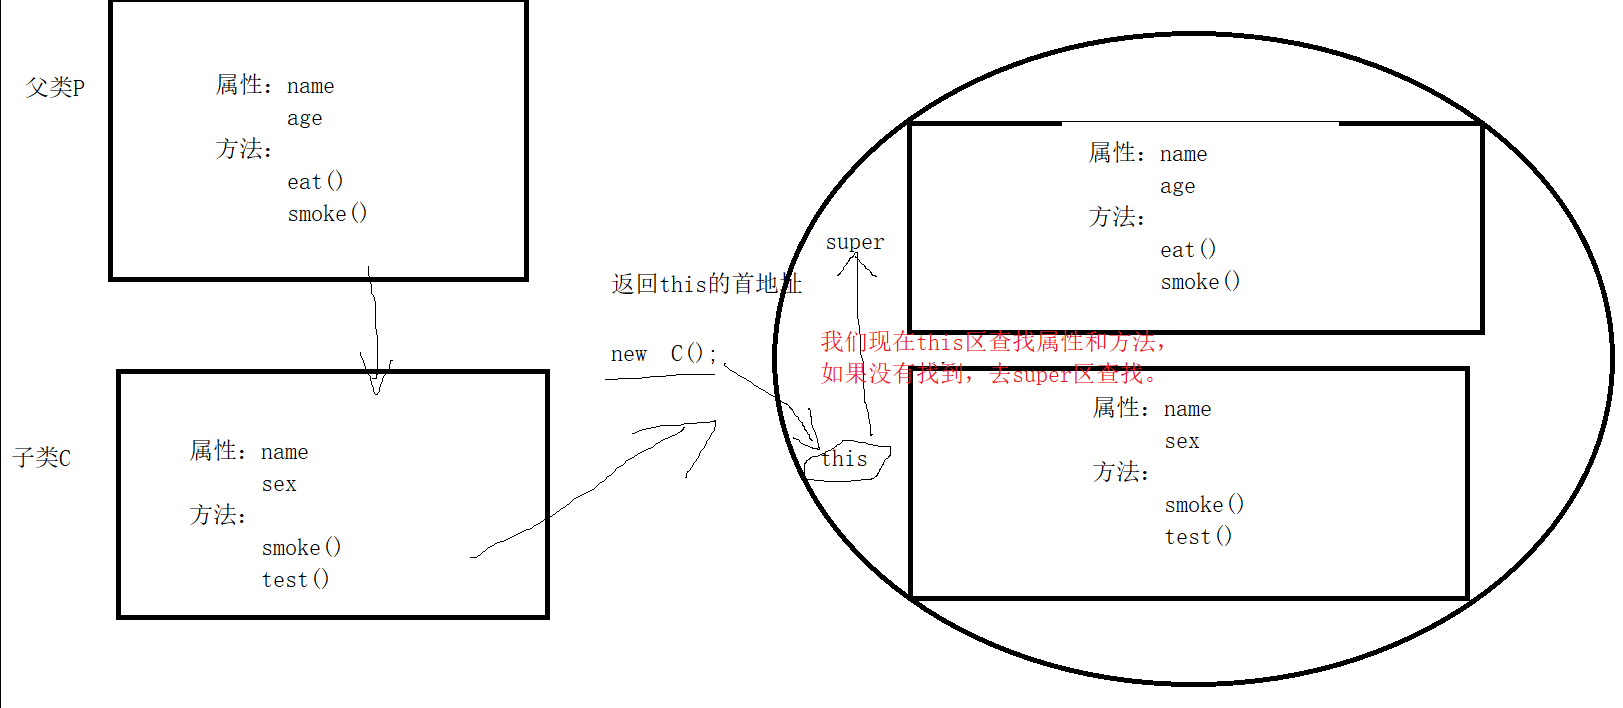 父类P
属性：name
age
方法：
eat()
smoke()
子类C
属性：name
sex
方法：
smoke()
test()
返回this的首地址
new C();
super
this
我们现在this区查找属性和方法，
如果没有找到，去super区查找。
属性：name
age
方法：
eat()
smoke()
属性：name
sex
方法：
smoke()
test()